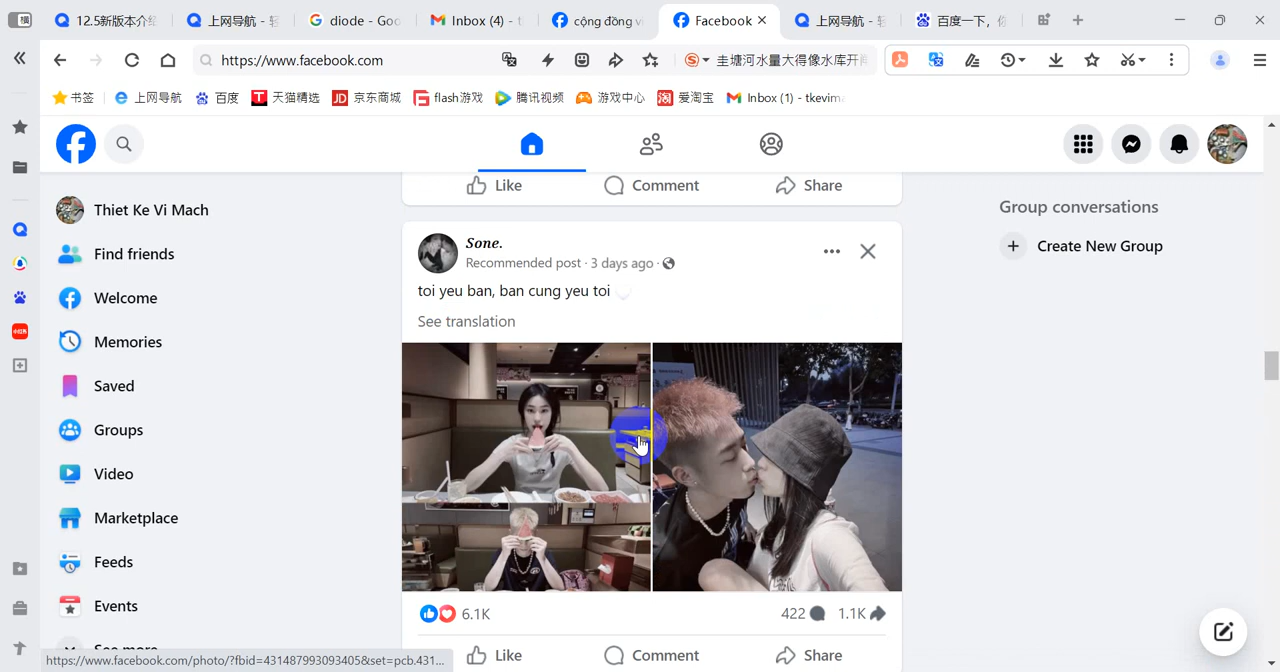 12.5新版本介绍
上网导航 - 轻
diode - Goo
Inbox (4) - t
cộng đồng v
Facebook
上网导航 - 轻
百度一下，你
https://www.facebook.com
圭塘河水量大得像水库开闸
书签
上网导航
百度
天猫精选
京东商城
flash游戏
腾讯视频
游戏中心
爱淘宝
Inbox (1) - tkevima
Like
Comment
Share
Thiet Ke Vi Mach
Find friends
Welcome
Memories
Saved
Groups
Video
Marketplace
Feeds
Events
See more
Sone.
Recommended post · 3 days ago ·
toi yeu ban, ban cung yeu toi
See translation
6.1K
422
1.1K
Like
Comment
Share
Group conversations
Create New Group
https://www.facebook.com/photo/?fbid=431487993093405&set=pcb.431...